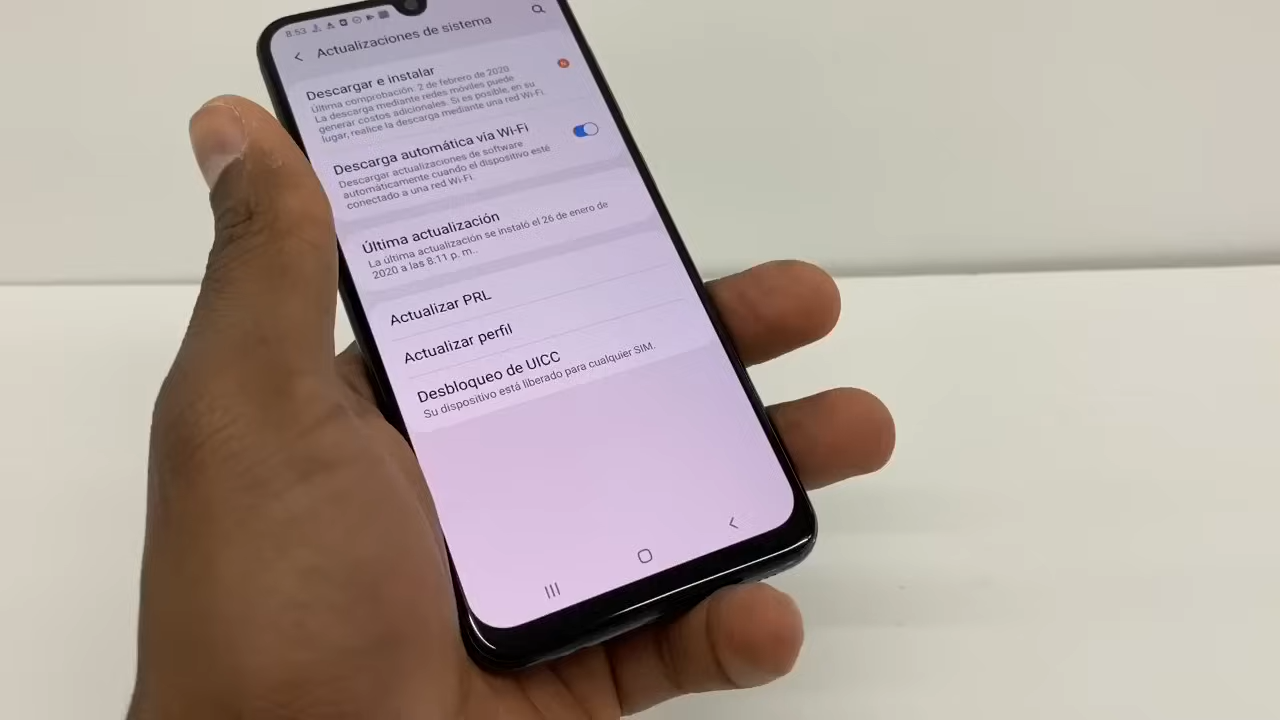 8:53
Actualizaciones de sistema
Descargar e instalar
Última comprobación: 2 de febrero de 2020
La descarga mediante redes móviles puede
generar costos adicionales. Si es posible, en su
lugar, realice la descarga mediante una red Wi-Fi.
N
Descarga automática vía Wi-Fi
Descargar actualizaciones de software
automáticamente cuando el dispositivo esté
conectado a una red Wi-Fi.
Última actualización
La última actualización se instaló el 26 de enero de
2020 a las 8:11 p. m..
Actualizar PRL
Actualizar perfil
Desbloqueo de UICC
Su dispositivo está liberado para cualquier SIM.